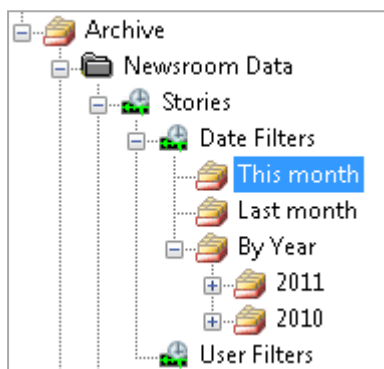 Archive
Newsroom Data
Stories
Date Filters
This month
Last month
By Year
2011
2010
User Filters